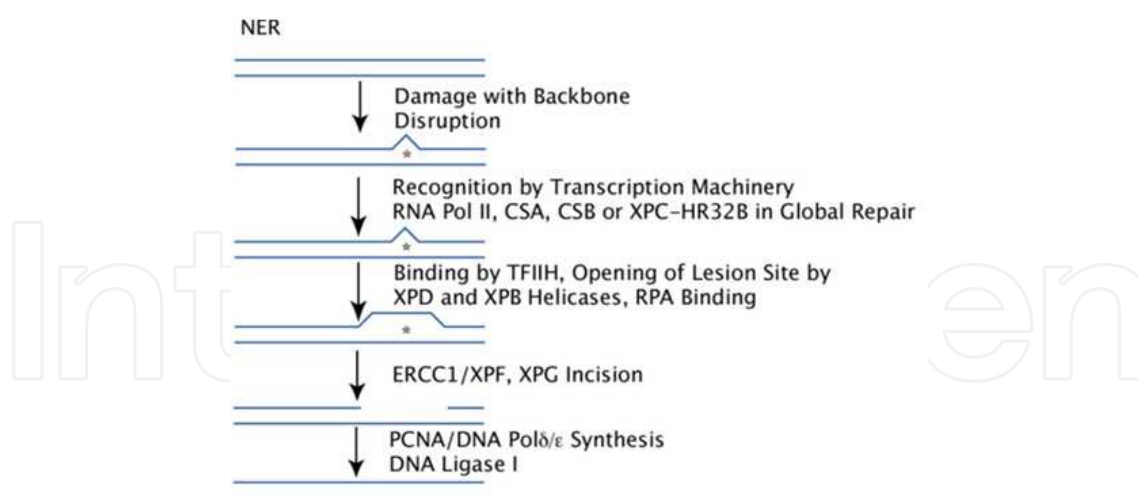 NER
Damage with Backbone
Disruption
*
Recognition by Transcription Machinery
RNA Pol II, CSA, CSB or XPC-HR32B in Global Repair
*
Binding by TFIIH, Opening of Lesion Site by
XPD and XPB Helicases, RPA Binding
*
ERCC1/XPF, XPG Incision
PCNA/DNA Polδ/ε Synthesis
DNA Ligase I